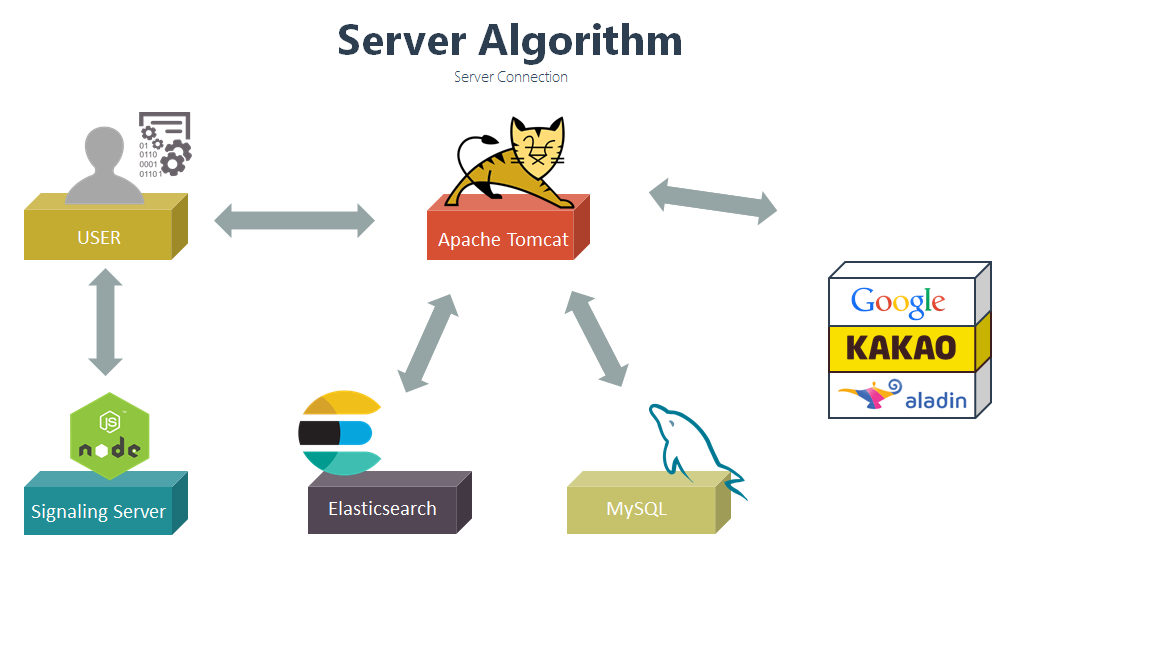 Server Algorithm
Server Connection
01
0110
0001
01101
USER
Apache Tomcat
Google
KAKAO
aladin
JS
node
Signaling Server
Elasticsearch
MySQL